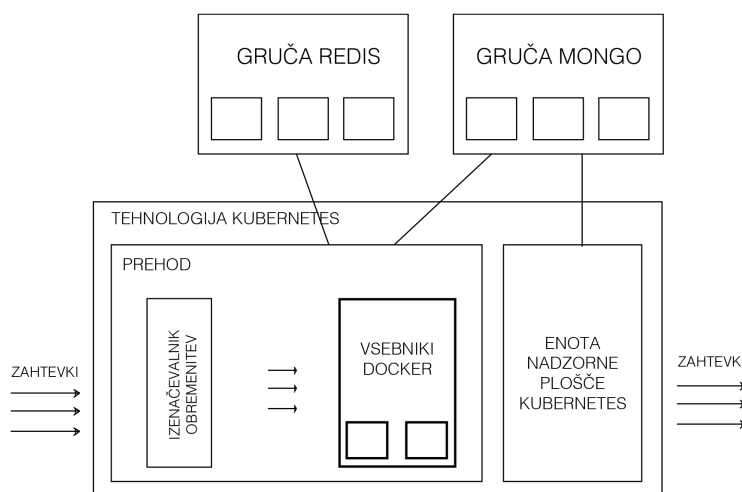 GRUČA REDIS
GRUČA MONGO
TEHNOLOGIJA KUBERNETES
PREHOD
ZAHTEVKI
IZENAČEVALNIK
OBREMENITEV
VSEBNIKI
DOCKER
ENOTA
NADZORNE
PLOŠČE
KUBERNETES
ZAHTEVK